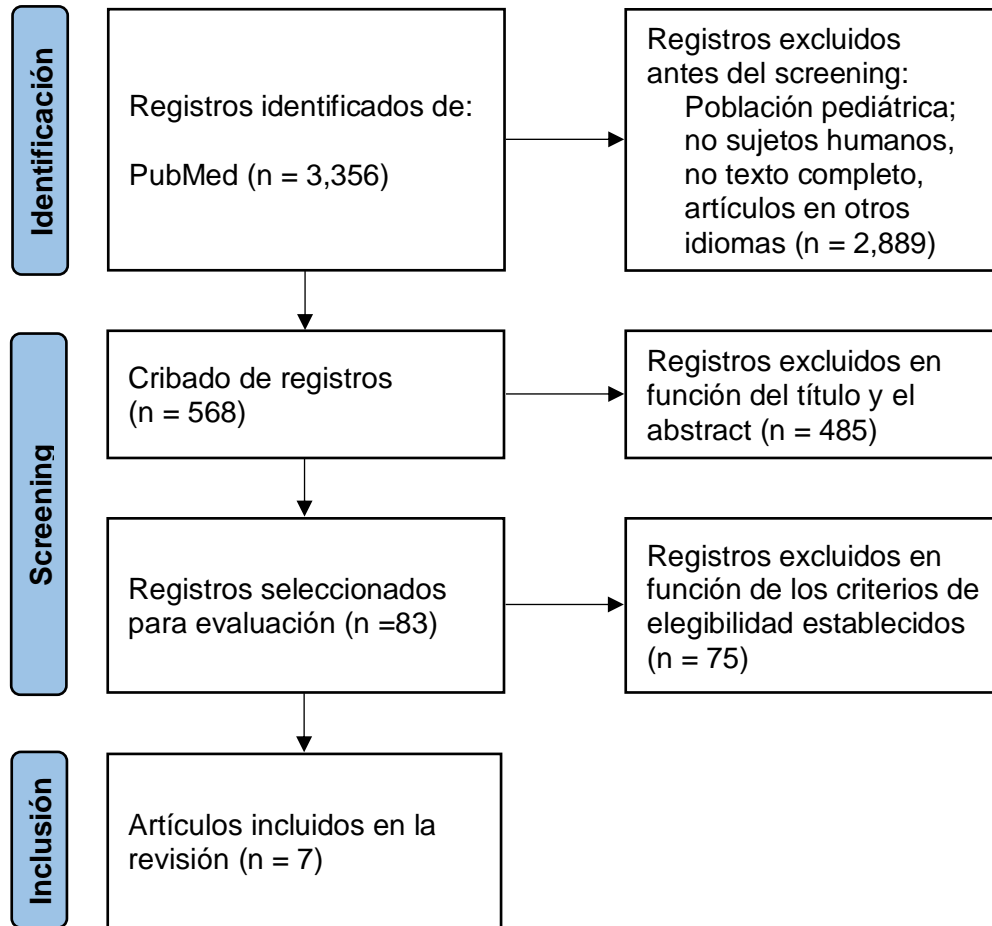 Identificación
Registros identificados de:
PubMed (n = 3,356)
Registros excluidos
antes del screening:
Población pediátrica;
no sujetos humanos,
no texto completo,
artículos en otros
idiomas (n = 2,889)
Screening
Cribado de registros
(n = 568)
Registros excluidos en
función del título y el
abstract (n = 485)
Registros seleccionados
para evaluación (n =83)
Registros excluidos en
función de los criterios de
elegibilidad establecidos
(n = 75)
Inclusión
Artículos incluidos en la
revisión (n = 7)